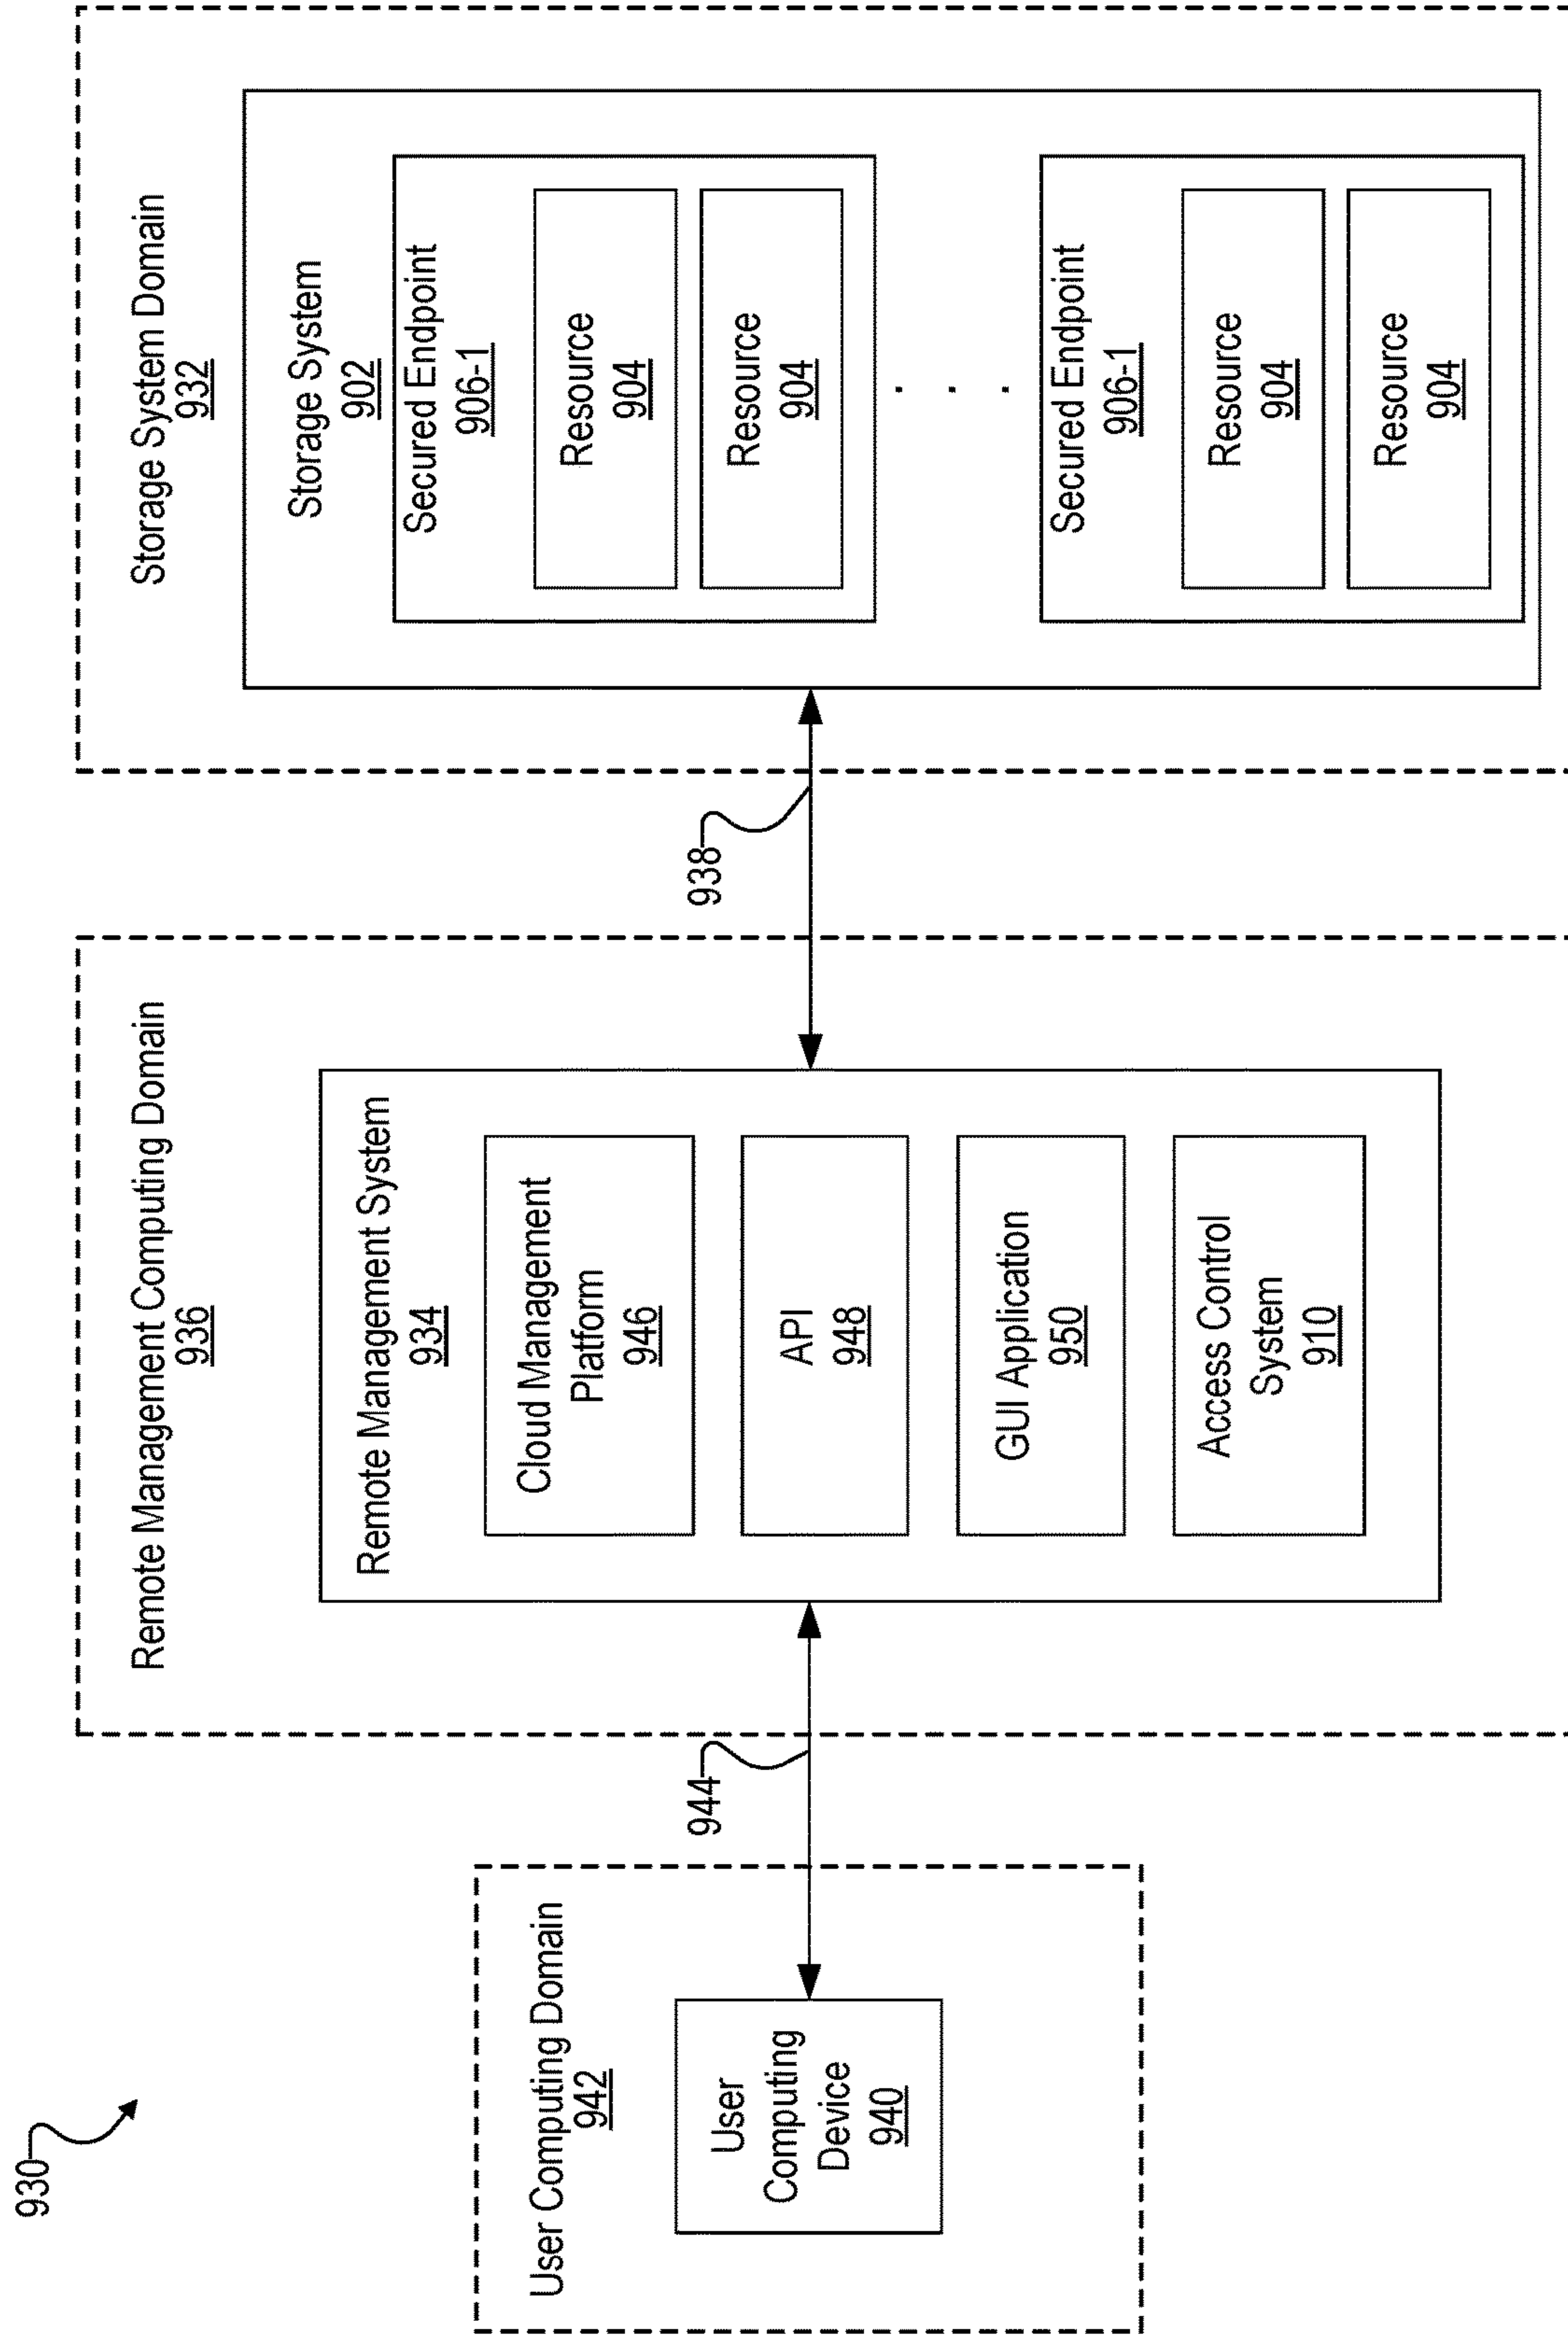 930
User Computing Domain
942
User
Computing
Device
940
944
Remote Management Computing Domain
936
Remote Management System
934
Cloud Management
Platform
946
API
948
GUI Application
950
Access Control
System
910
938
Storage System Domain
932
Storage System
902
Secured Endpoint
906-1
Resource
904
Resource
904
. . .
Secured Endpoint
906-1
Resource
904
Resource
904